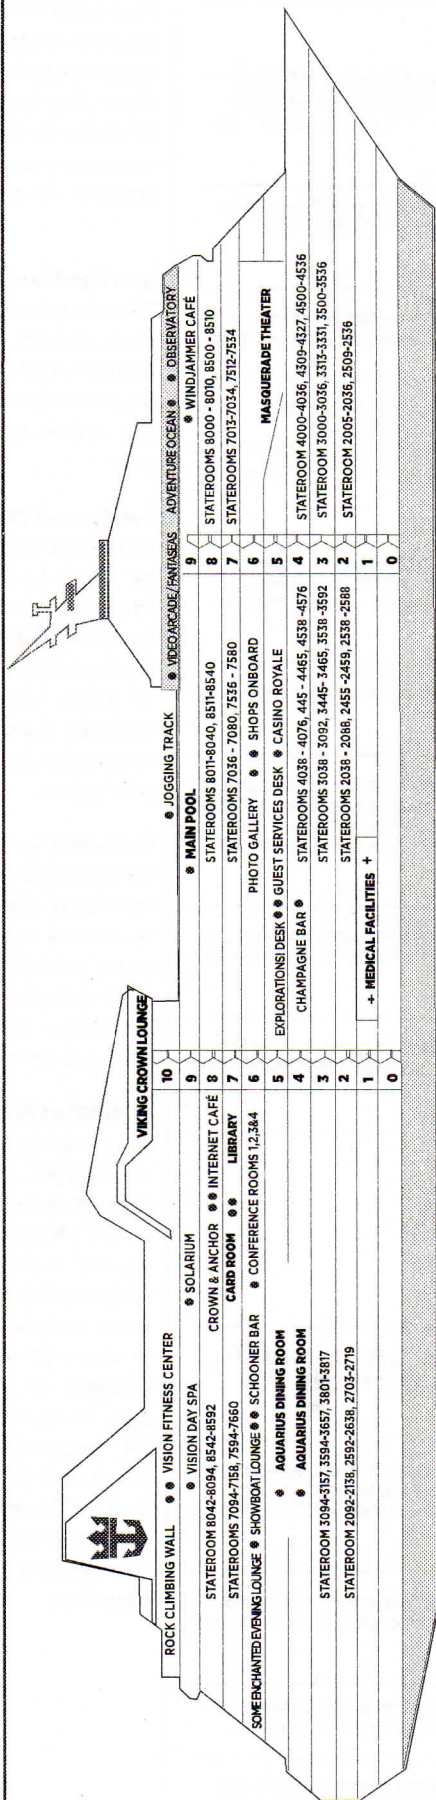 VIKING CROWN LOUNGE
ROCK CLIMBING WALL VISION FITNESS CENTER 10 JOGGING TRACK VIDEO ARCADE / FANTASEAS ADVENTURE OCEAN OBSERVATORY
VISION DAY SPA SOLARIUM 9 MAIN POOL 9 WINDJAMMER CAFÉ
STATEROOM 8042-8094, 8542-8592 CROWN & ANCHOR INTERNET CAFÉ 8 STATEROOMS 8011-8040, 8511-8540 8 STATEROOMS 8000 - 8010, 8500 - 8510
STATEROOMS 7094-7158, 7594-7660 CARD ROOM LIBRARY 7 STATEROOMS 7036 - 7080, 7536 - 7580 7 STATEROOMS 7013-7034, 7512-7534
SOME ENCHANTED EVENING LOUNGE SHOWBOAT LOUNGE SCHOONER BAR CONFERENCE ROOMS 1,2,3&4 6 PHOTO GALLERY SHOPS ONBOARD 6
AQUARIUS DINING ROOM 5 EXPLORATIONS! DESK GUEST SERVICES DESK CASINO ROYALE 5 MASQUERADE THEATER
AQUARIUS DINING ROOM 4 CHAMPAGNE BAR STATEROOMS 4038 - 4076, 445 - 4465, 4538 -4576 4 STATEROOM 4000-4036, 4309-4327, 4500-4536
STATEROOM 3094-3157, 3594-3657, 3801-3817 3 STATEROOMS 3038 - 3092, 3445- 3465, 3538 -3592 3 STATEROOM 3000-3036, 3313-3331, 3500-3536
STATEROOM 2092-2138, 2592-2638, 2703-2719 2 STATEROOMS 2038 - 2088, 2455 -2459, 2538 -2588 2 STATEROOM 2005-2036, 2509-2536
1 + MEDICAL FACILITIES + 1
0 0